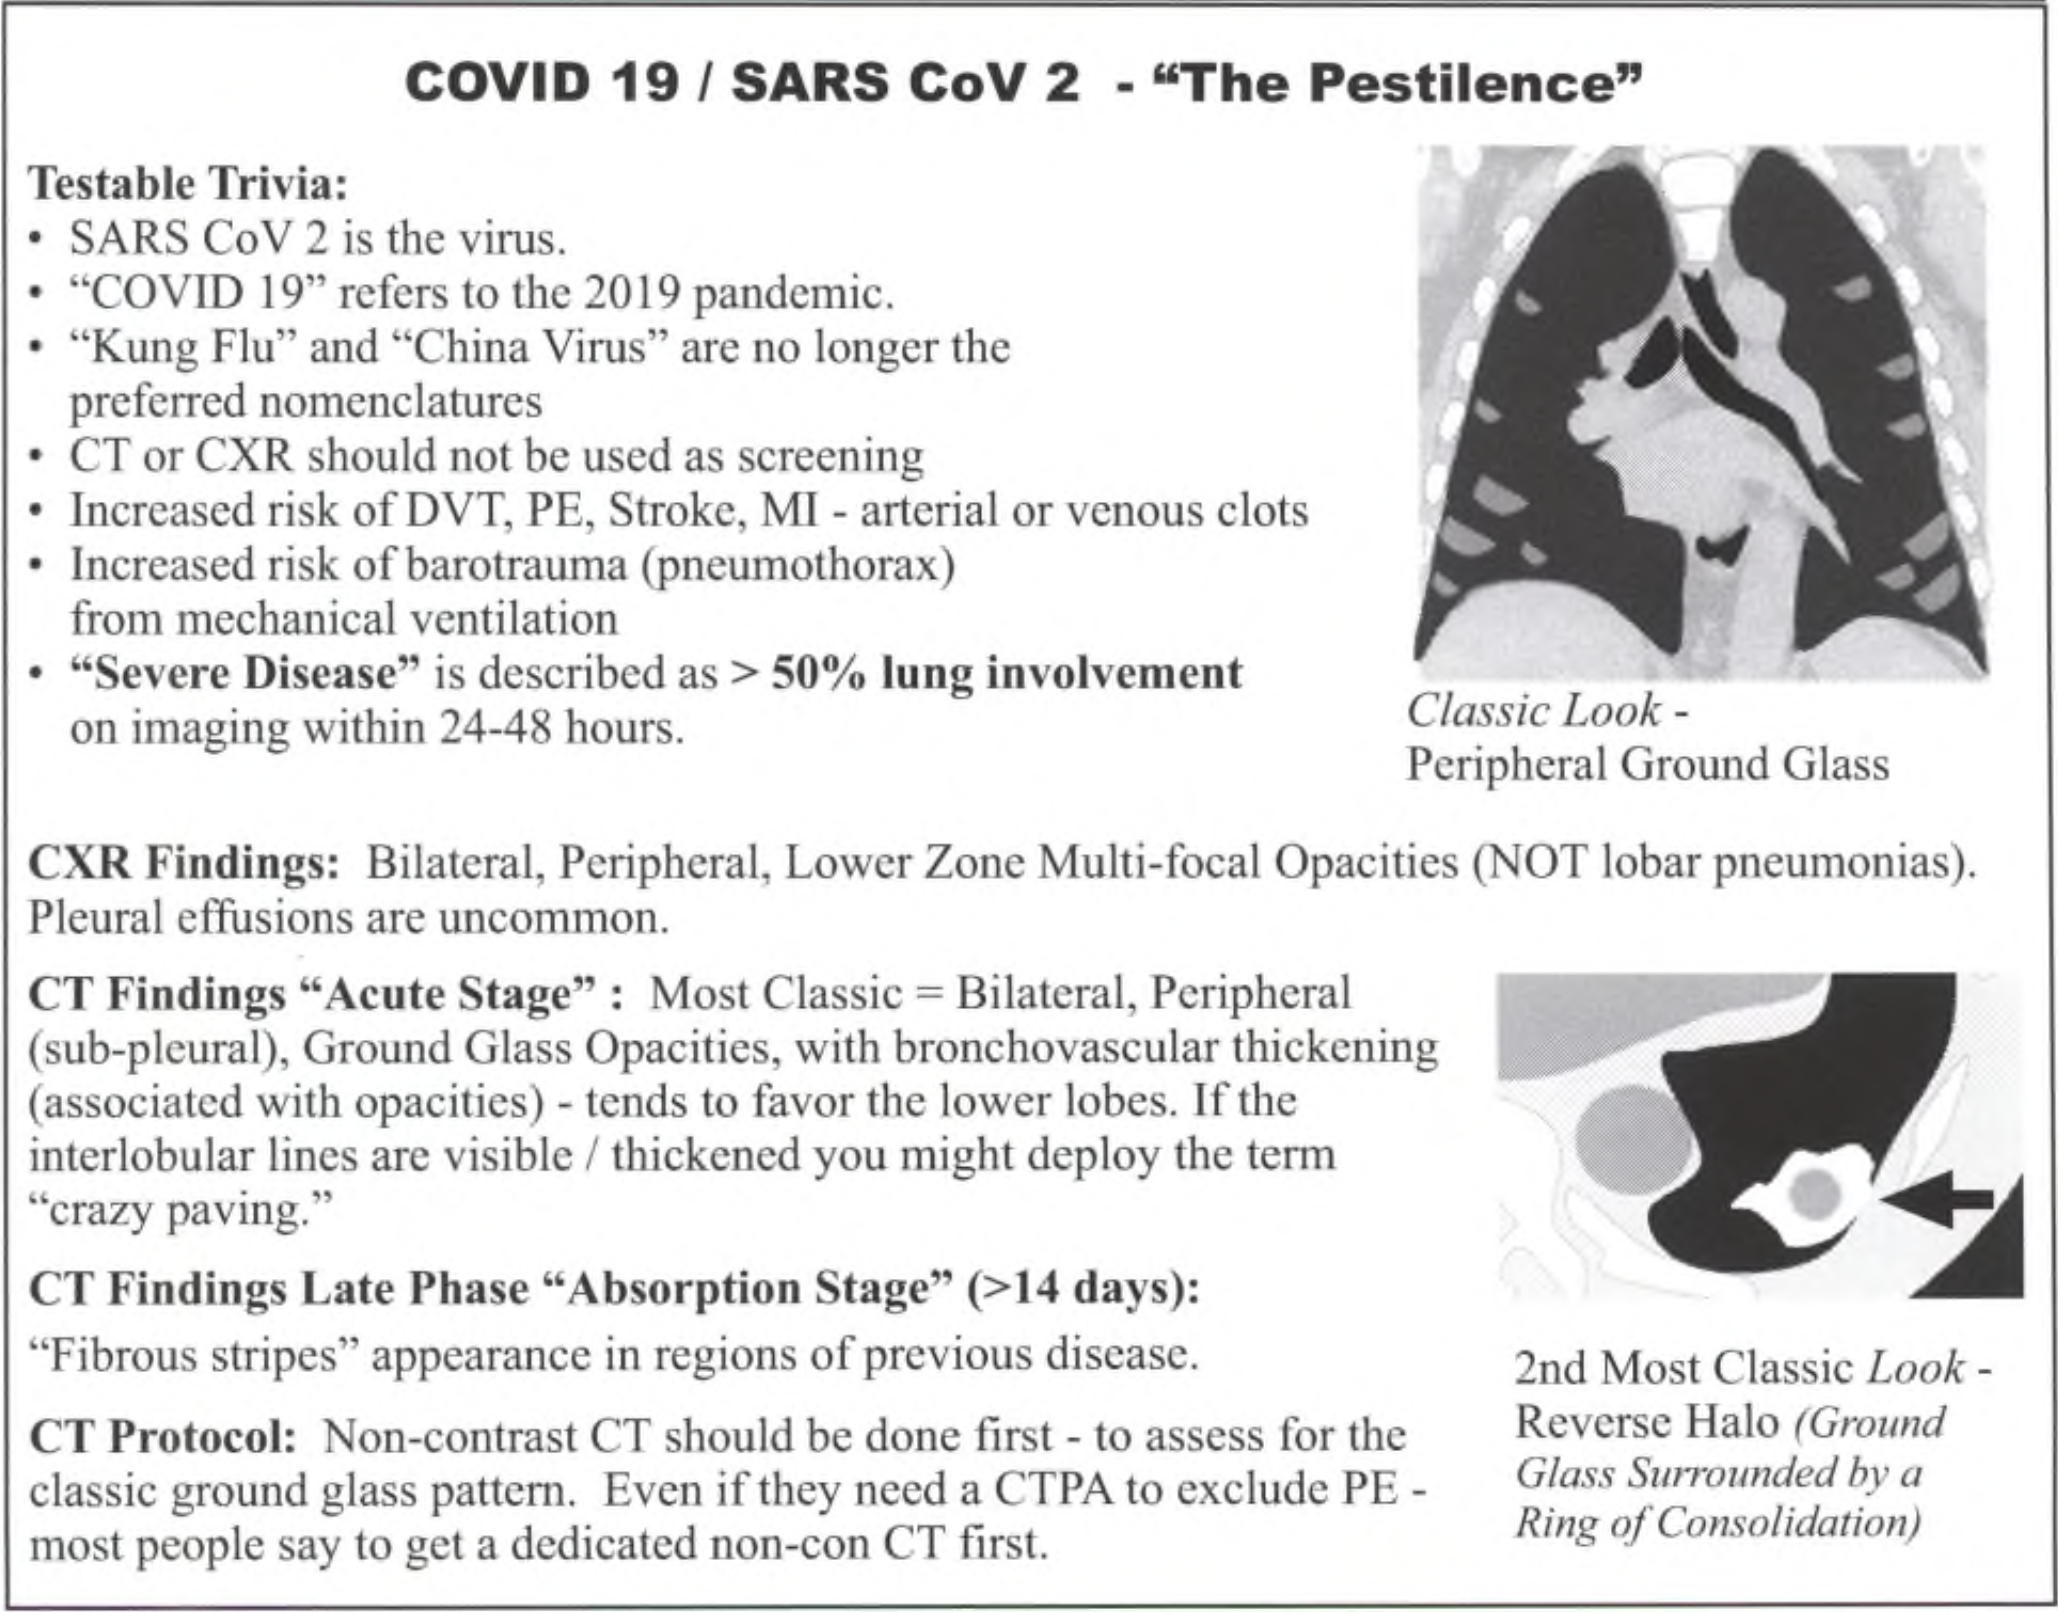 COVID 19 / SARS CoV 2 - “The Pestilence”
Testable Trivia:
• SARS CoV 2 is the virus.
• “COVID 19” refers to the 2019 pandemic.
• “Kung Flu” and “China Virus” are no longer the
preferred nomenclatures
• CT or CXR should not be used as screening
• Increased risk of DVT, PE, Stroke, MI - arterial or venous clots
• Increased risk of barotrauma (pneumothorax)
from mechanical ventilation
• “Severe Disease” is described as > 50% lung involvement
on imaging within 24-48 hours.
Classic Look -
Peripheral Ground Glass
CXR Findings: Bilateral, Peripheral, Lower Zone Multi-focal Opacities (NOT lobar pneumonias).
Pleural effusions are uncommon.
CT Findings “Acute Stage” : Most Classic = Bilateral, Peripheral
(sub-pleural), Ground Glass Opacities, with bronchovascular thickening
(associated with opacities) - tends to favor the lower lobes. If the
interlobular lines are visible / thickened you might deploy the term
“crazy paving.”
CT Findings Late Phase “Absorption Stage” (>14 days):
“Fibrous stripes” appearance in regions of previous disease.
CT Protocol: Non-contrast CT should be done first - to assess for the
classic ground glass pattern. Even if they need a CTPA to exclude PE -
most people say to get a dedicated non-con CT first.
2nd Most Classic Look -
Reverse Halo (Ground
Glass Surrounded by a
Ring of Consolidation)